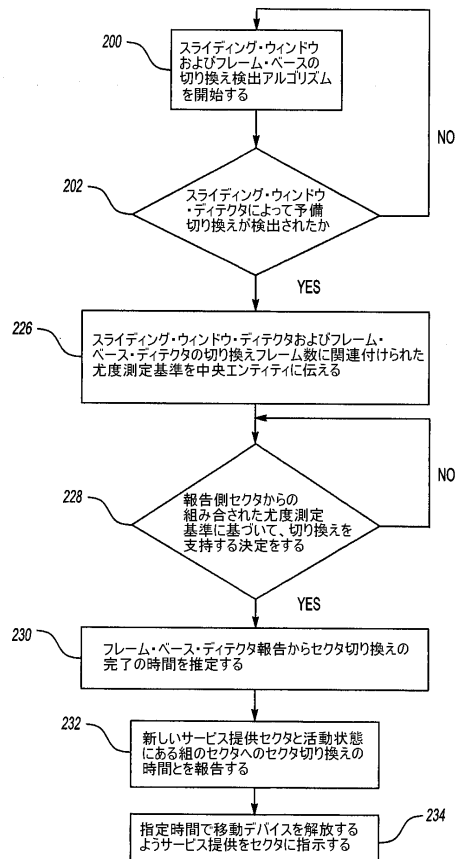 200
スライディング・ウィンドウ
およびフレーム・ベースの
切り換え検出アルゴリズム
を開始する
NO
202
スライディング・ウィンドウ
・ディテクタによって予備
切り換えが検出されたか
YES
226
スライディング・ウィンドウ・ディテクタおよびフレーム・
ベース・ディテクタの切り換えフレーム数に関連付けられた
尤度測定基準を中央エンティティに伝える
228
報告側セクタからの
組み合された尤度測定
基準に基づいて、切り換えを
支持する決定をする
NO
YES
230
フレーム・ベース・ディテクタ報告からセクタ切り換えの
完了の時間を推定する
232
新しいサービス提供セクタと活動状態
にある組のセクタへのセクタ切り換えの
時間とを報告する
234
指定時間で移動デバイスを解放する
ようサービス提供をセクタに指示する